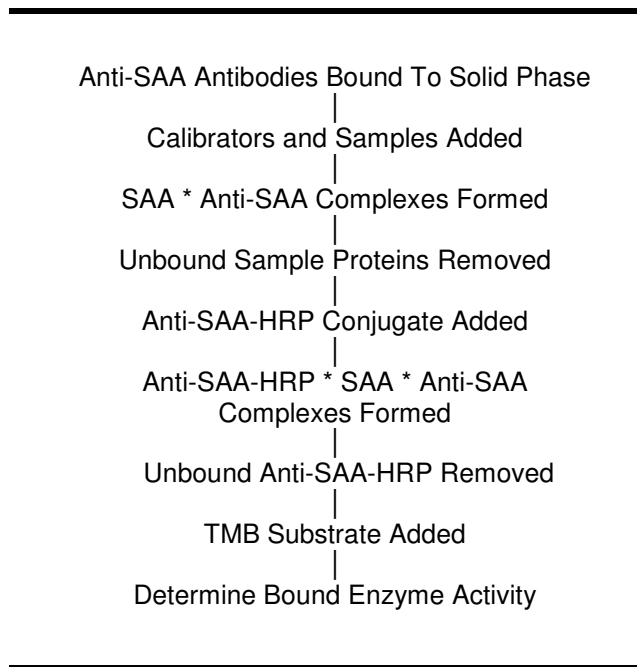 Anti-SAA Antibodies Bound To Solid Phase
Calibrators and Samples Added
SAA * Anti-SAA Complexes Formed
Unbound Sample Proteins Removed
Anti-SAA-HRP Conjugate Added
Anti-SAA-HRP * SAA * Anti-SAA
Complexes Formed
Unbound Anti-SAA-HRP Removed
TMB Substrate Added
Determine Bound Enzyme Activity